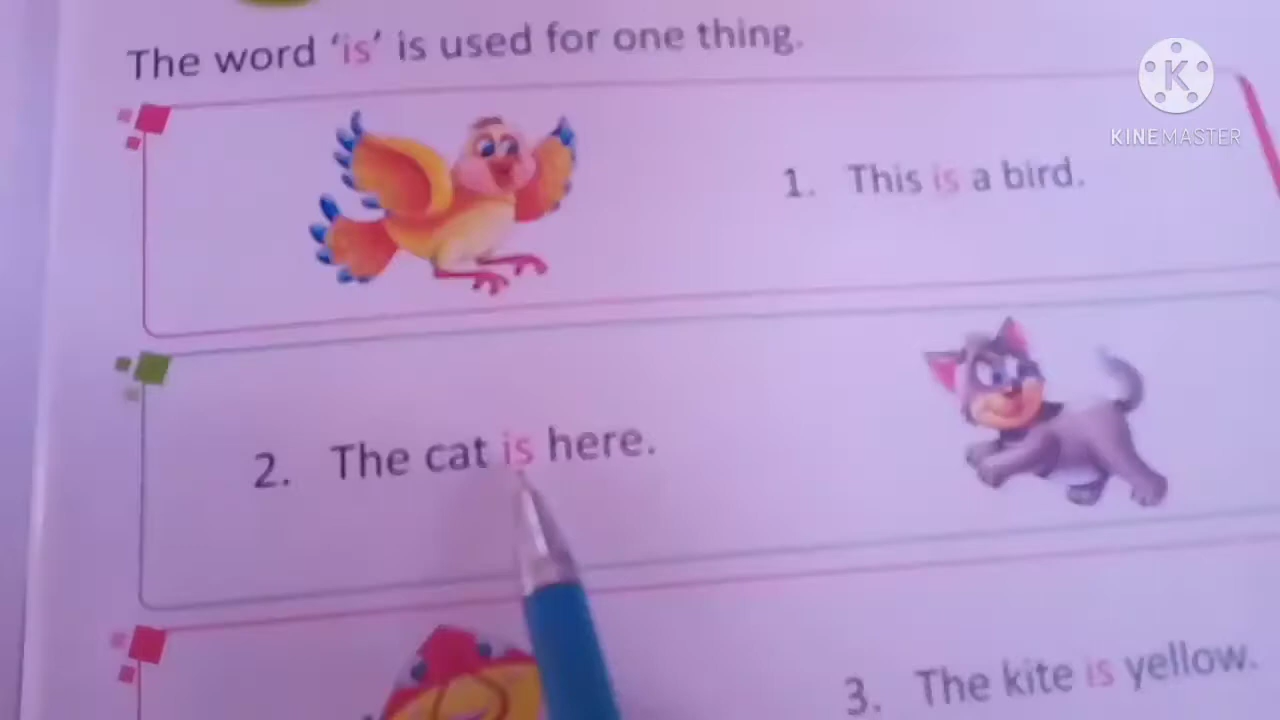 The word ‘is’ is used for one thing.
KINEMASTER
1. This is a bird.
2. The cat is here.
3. The kite is yellow.